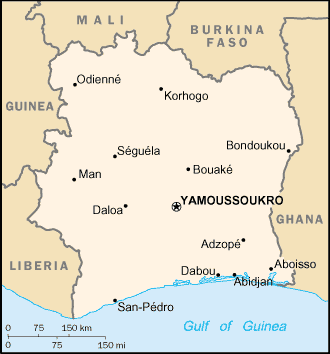 MALI
BURKINA
FASO
Odienné
Korhogo
GUINEA
Bondoukou
Séguéla
Bouaké
Man
YAMOUSSOUKRO
Daloa
GHANA
Adzopé
LIBERIA
Aboisso
Dabou
Abidjan
San-Pédro
Gulf of Guinea
0 75 150 km
0 75 150 mi